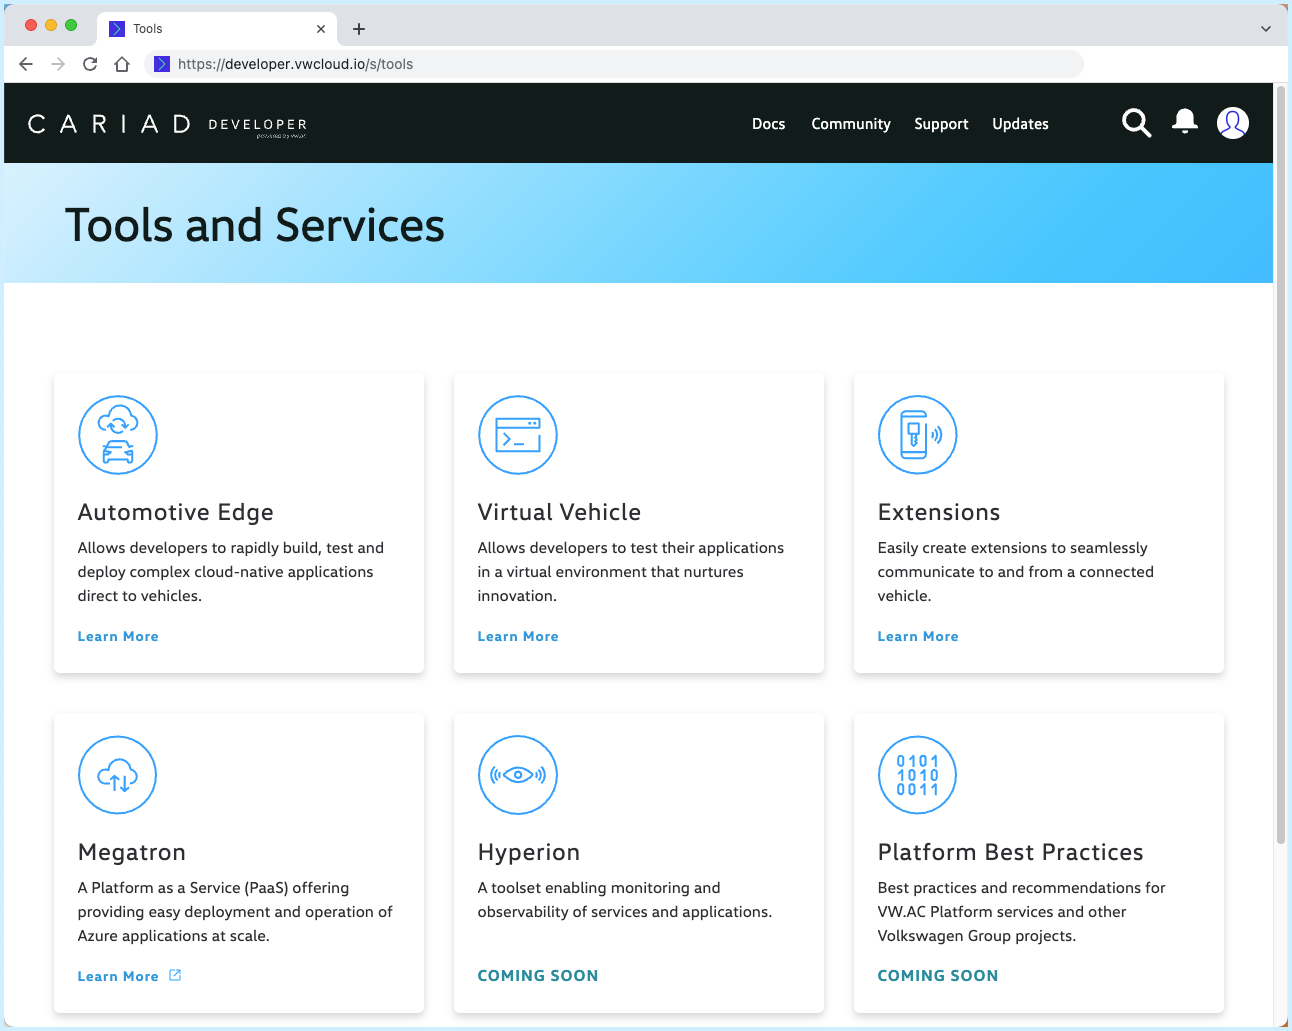 Tools
https://developer.vwcloud.io/s/tools
CARIAD DEVELOPER
powered by VW.AC
Docs Community Support Updates
Tools and Services
Automotive Edge
Allows developers to rapidly build, test and
deploy complex cloud-native applications
direct to vehicles.
Learn More
Virtual Vehicle
Allows developers to test their applications
in a virtual environment that nurtures
innovation.
Learn More
Extensions
Easily create extensions to seamlessly
communicate to and from a connected
vehicle.
Learn More
Megatron
A Platform as a Service (PaaS) offering
providing easy deployment and operation of
Azure applications at scale.
Learn More
Hyperion
A toolset enabling monitoring and
observability of services and applications.
COMING SOON
0101
1010
0011
Platform Best Practices
Best practices and recommendations for
VW.AC Platform services and other
Volkswagen Group projects.
COMING SOON